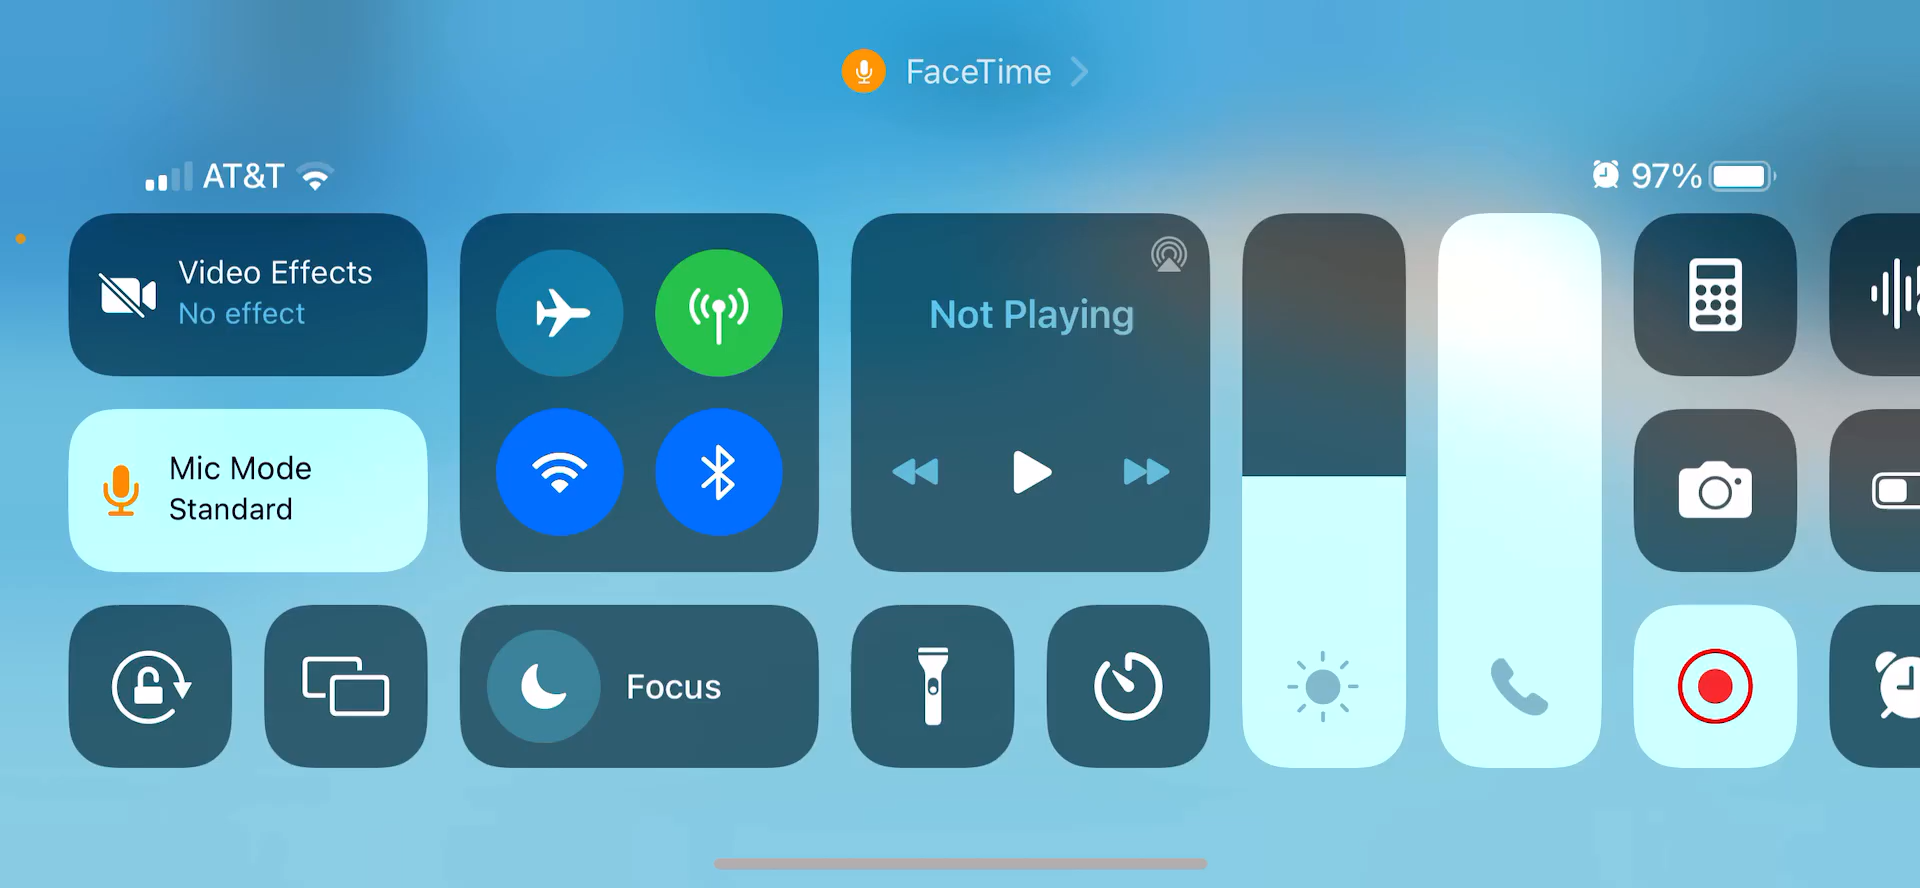 FaceTime
AT&T
97%
Video Effects
No effect
Not Playing
Mic Mode
Standard
Focus